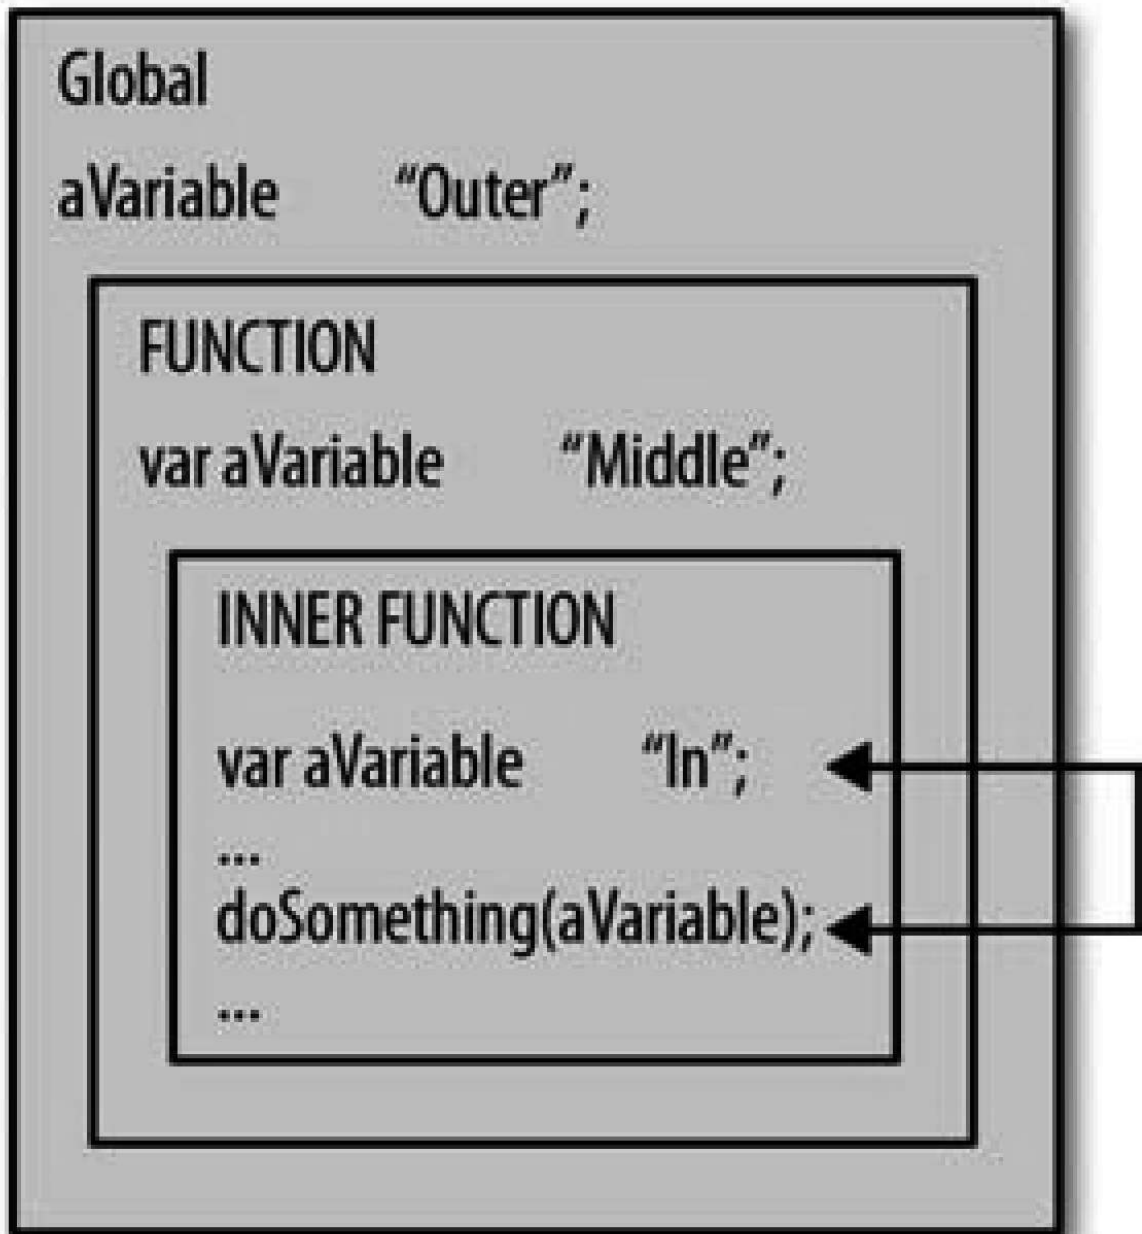 Global
aVariable “Outer”;
FUNCTION
var aVariable “Middle”;
INNER FUNCTION
var aVariable “In”;
...
doSomething(aVariable);
...